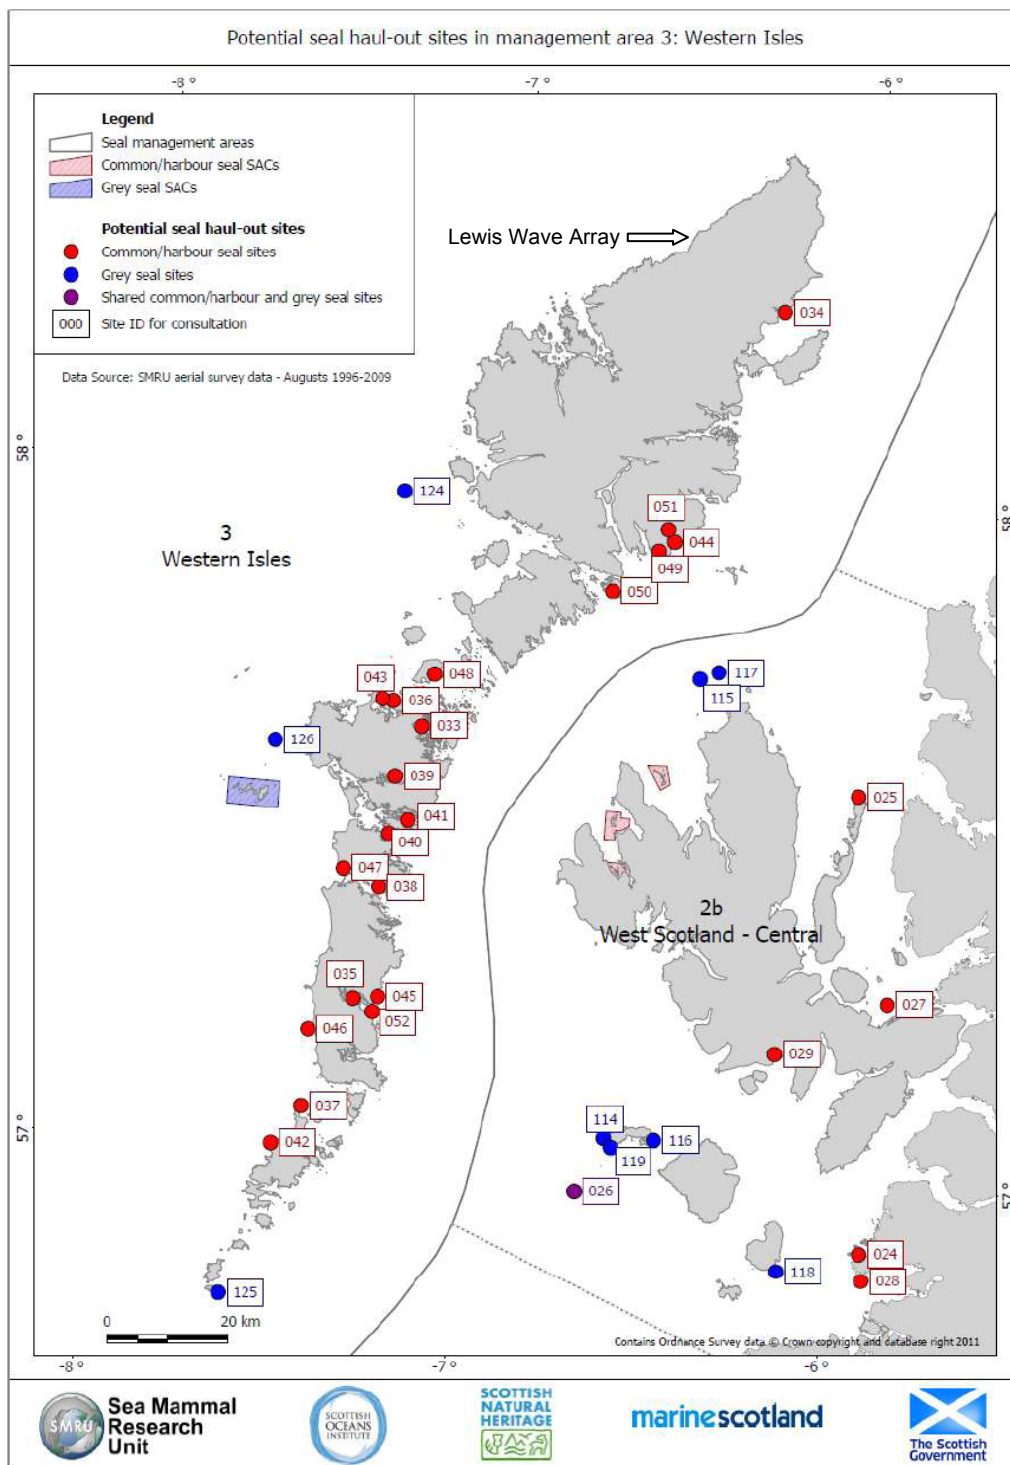 Potential seal haul-out sites in management area 3: Western Isles
-8 °
-7 °
-6 °
Legend
Seal management areas
Common/harbour seal SACs
Grey seal SACs
Potential seal haul-out sites
Common/harbour seal sites
Grey seal sites
Shared common/harbour and grey seal sites
000 Site ID for consultation
Data Source: SMRU aerial survey data - Augusts 1996-2009
Lewis Wave Array
034
58 °
124
051
58 °
3
Western Isles
044
049
050
043
048
117
036
115
033
126
039
025
041
040
047
038
2b
West Scotland - Central
035
045
027
052
046
029
037
57 °
114
042
116
119
026
57 °
024
118
125
028
0
20 km
Contains Ordnance Survey data © Crown copyright and database right 2011
-8 °
-7 °
-6 °
SMRU
Sea Mammal
Research
Unit
SCOTTISH
OCEANS
INSTITUTE
SCOTTISH
NATURAL
HERITAGE
marinescotland
The Scottish
Government